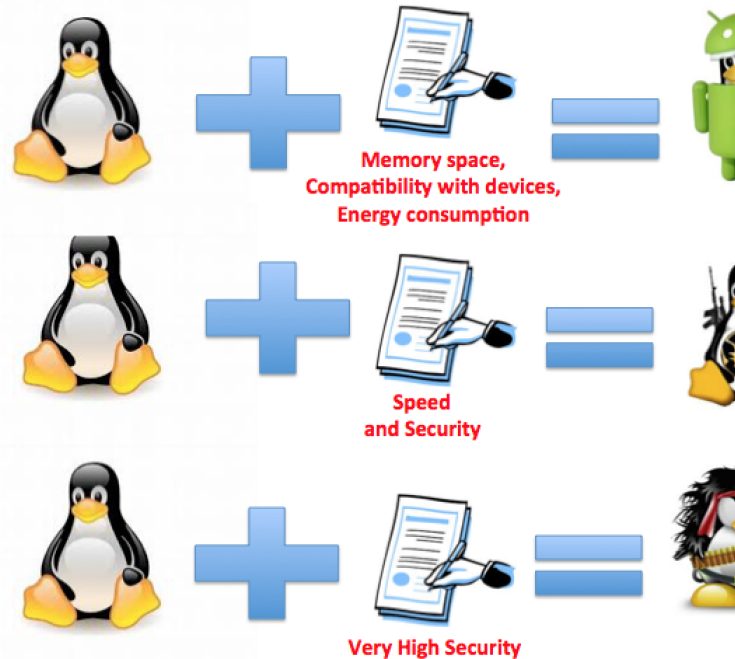 Memory space,
Compatibility with devices,
Energy consumption
Speed
and Security
Very High Security